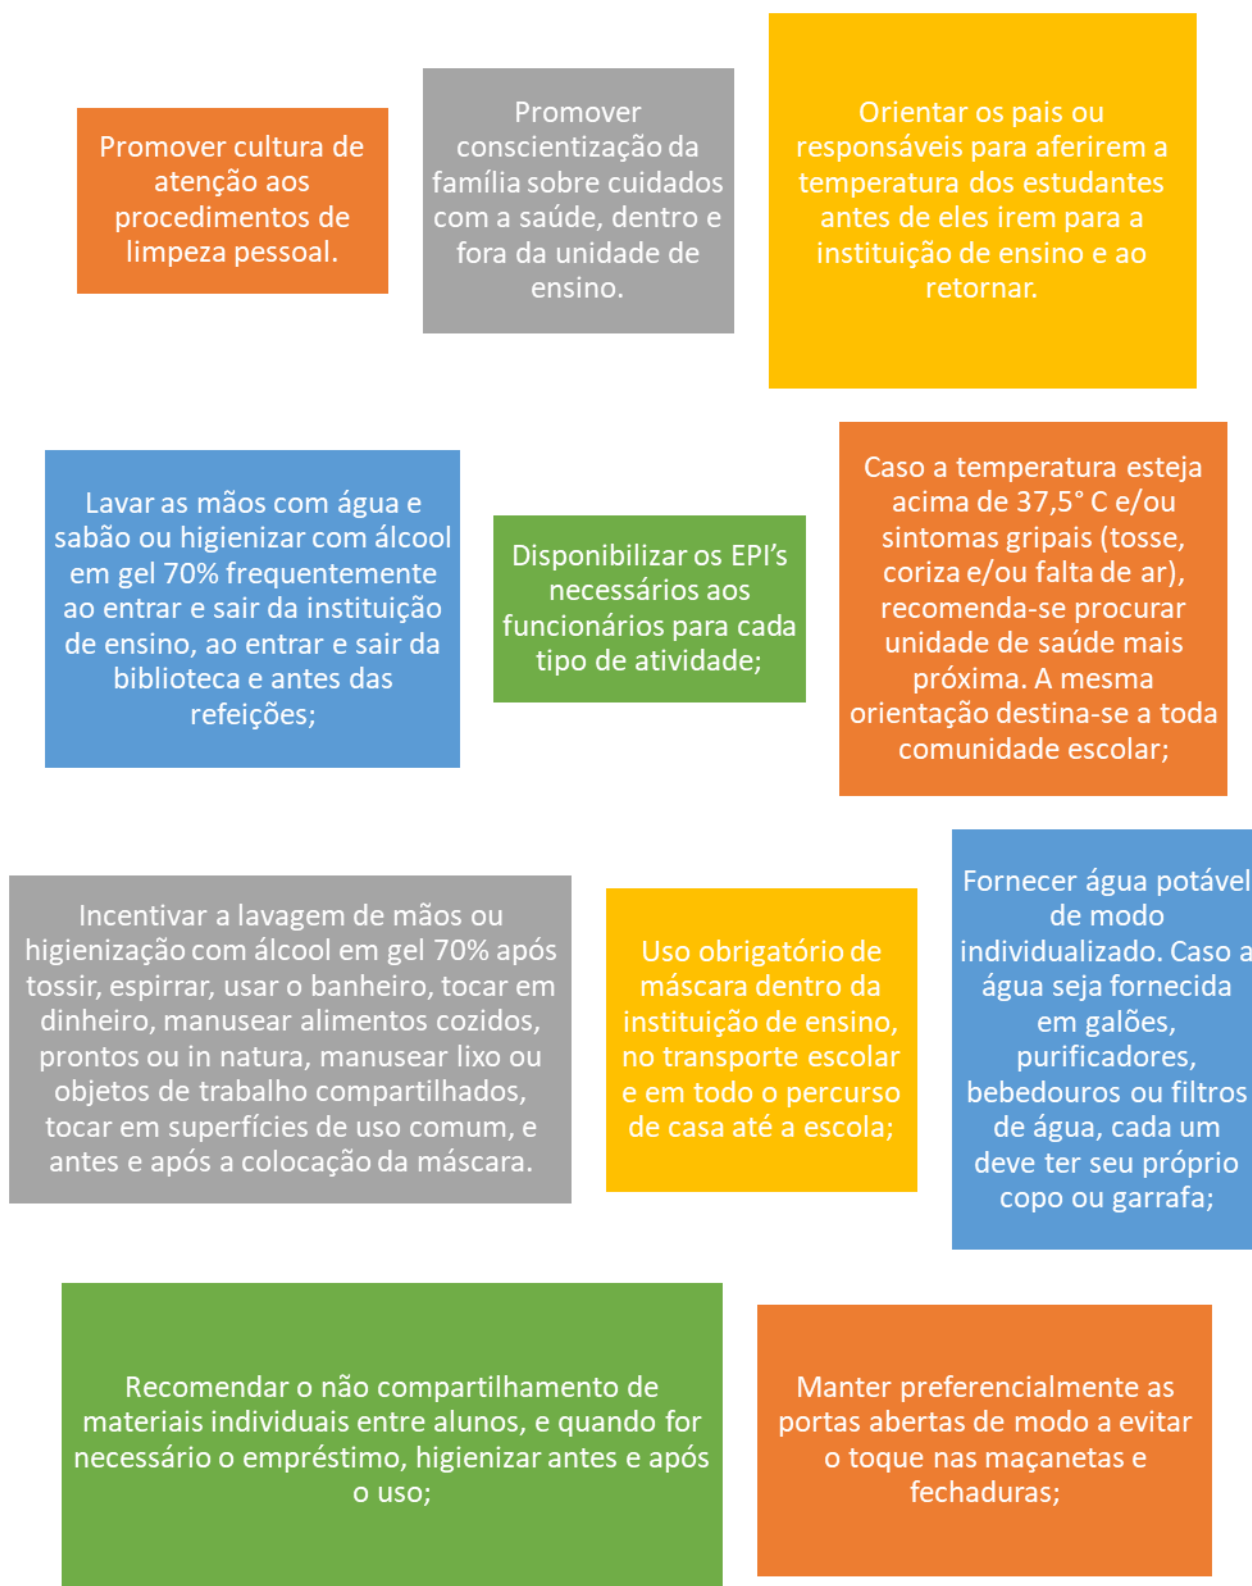 Promover cultura de
atenção aos
procedimentos de
limpeza pessoal.
Promover
conscientização da
família sobre cuidados
com a saúde, dentro e
fora da unidade de
ensino.
Orientar os pais ou
responsáveis para aferirem a
temperatura dos estudantes
antes de eles irem para a
instituição de ensino e ao
retornar.
Lavar as mãos com água e
sabão ou higienizar com álcool
em gel 70% frequentemente
ao entrar e sair da instituição
de ensino, ao entrar e sair da
biblioteca e antes das
refeições;
Disponibilizar os EPI’s
necessários aos
funcionários para cada
tipo de atividade;
Caso a temperatura esteja
acima de 37,5° C e/ou
sintomas gripais (tosse,
coriza e/ou falta de ar),
recomenda-se procurar
unidade de saúde mais
próxima. A mesma
orientação destina-se a toda
comunidade escolar;
Incentivar a lavagem de mãos ou
higienização com álcool em gel 70% após
tossir, espirrar, usar o banheiro, tocar em
dinheiro, manusear alimentos cozidos,
prontos ou in natura, manusear lixo ou
objetos de trabalho compartilhados,
tocar em superfícies de uso comum, e
antes e após a colocação da máscara.
Uso obrigatório de
máscara dentro da
instituição de ensino,
no transporte escolar
e em todo o percurso
de casa até a escola;
Fornecer água potável
de modo
individualizado. Caso a
água seja fornecida
em galões,
purificadores,
bebedouros ou filtros
de água, cada um
deve ter seu próprio
copo ou garrafa;
Recomendar o não compartilhamento de
materiais individuais entre alunos, e quando for
necessário o empréstimo, higienizar antes e após
o uso;
Manter preferencialmente as
portas abertas de modo a evitar
o toque nas maçanetas e
fechaduras;